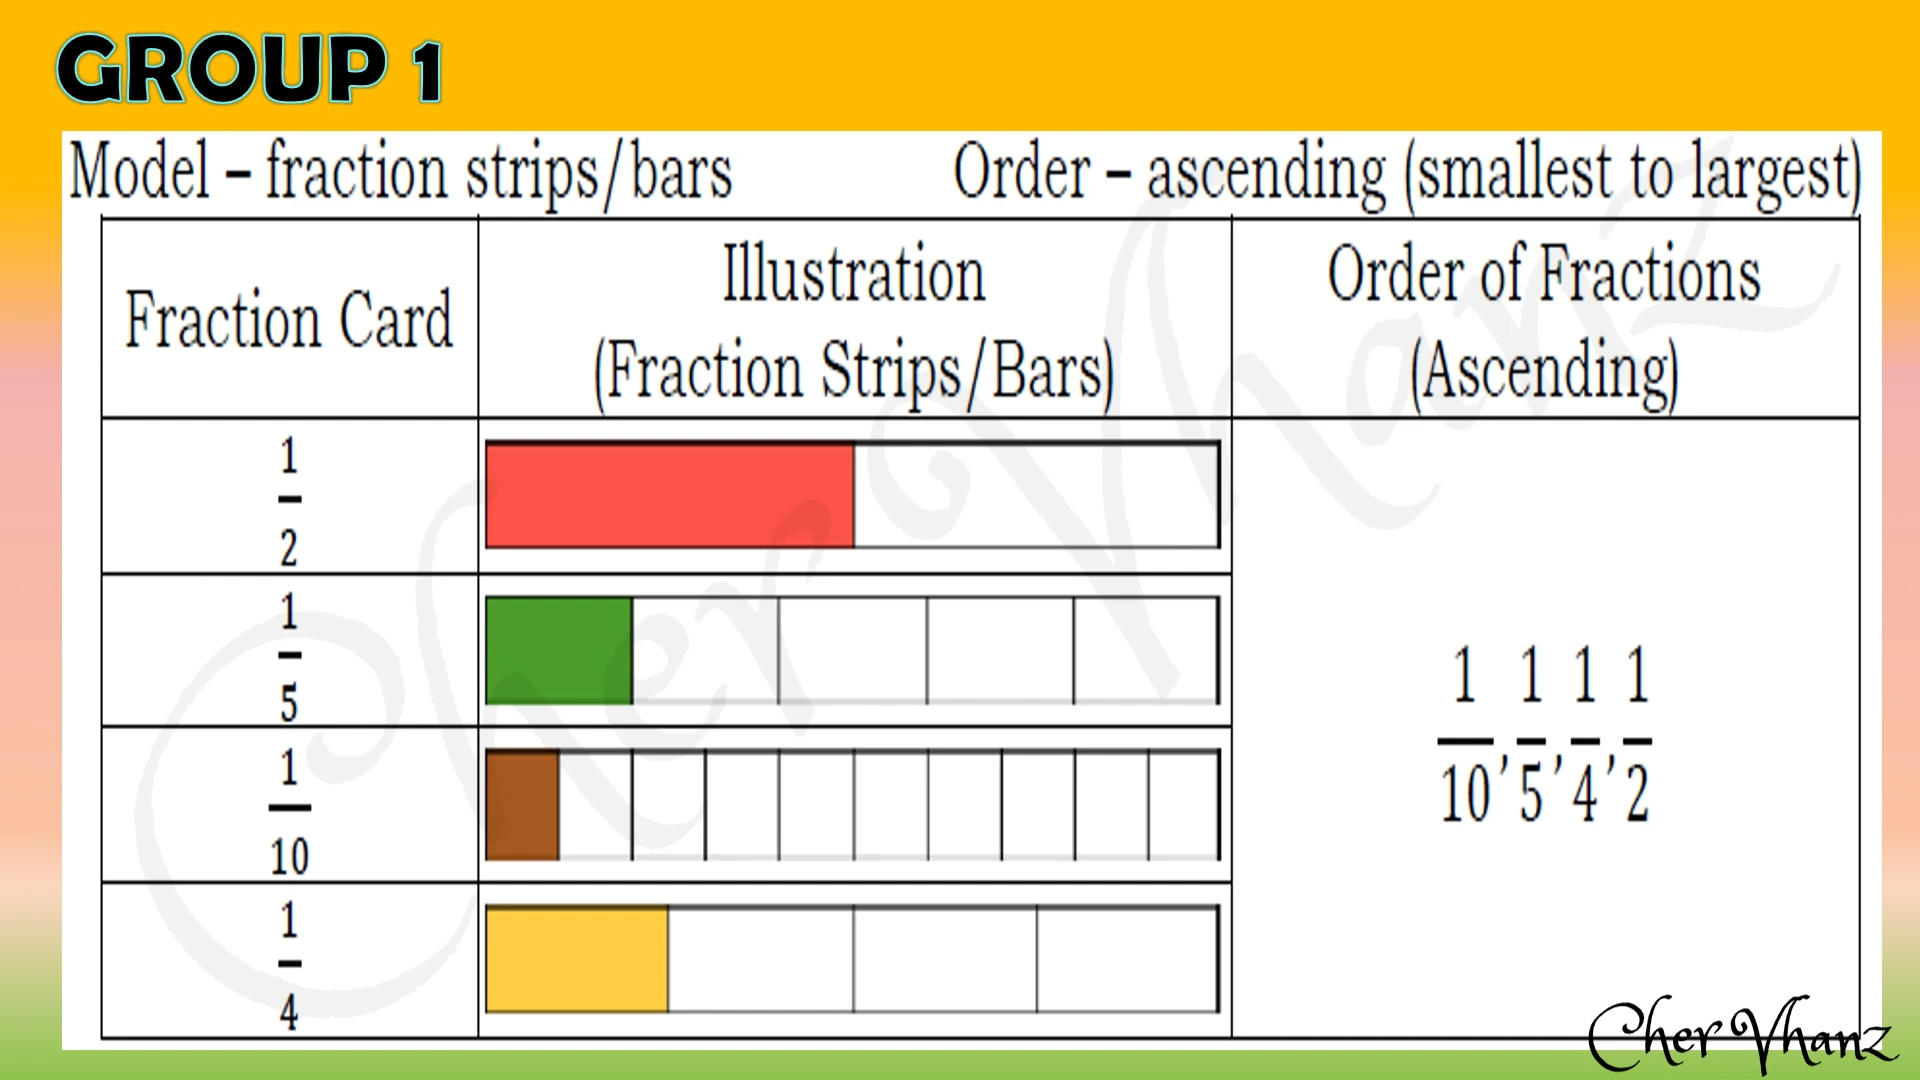 GROUP 1
Model – fraction strips/bars
Order – ascending (smallest to largest)
Fraction Card
Illustration
(Fraction Strips/Bars)
Order of Fractions
(Ascending)
1
2
1
5
1
10
1
4
1 1 1 1
10, 5, 4, 2
Cher Vhanz
Cher Vhanz